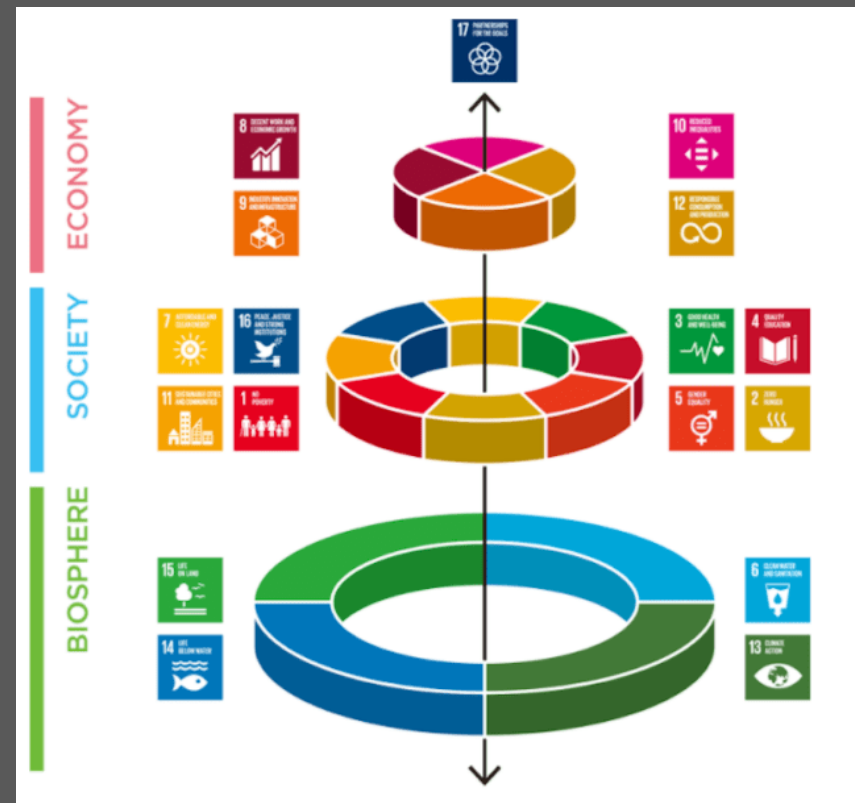 17 PARTNERSHIPS
FOR THE GOALS
ECONOMY
8 DECENT WORK AND
ECONOMIC GROWTH
10 REDUCED
INEQUALITIES
9 INDUSTRY, INNOVATION
AND INFRASTRUCTURE
12 RESPONSIBLE
CONSUMPTION
AND PRODUCTION
SOCIETY
7 AFFORDABLE AND
CLEAN ENERGY
16 PEACE, JUSTICE
AND STRONG
INSTITUTIONS
3 GOOD HEALTH
AND WELL-BEING
4 QUALITY
EDUCATION
11 SUSTAINABLE CITIES
AND COMMUNITIES
1 NO
POVERTY
5 GENDER
EQUALITY
2 ZERO
HUNGER
BIOSPHERE
15 LIFE
ON LAND
6 CLEAN WATER
AND SANITATION
14 LIFE
BELOW WATER
13 CLIMATE
ACTION